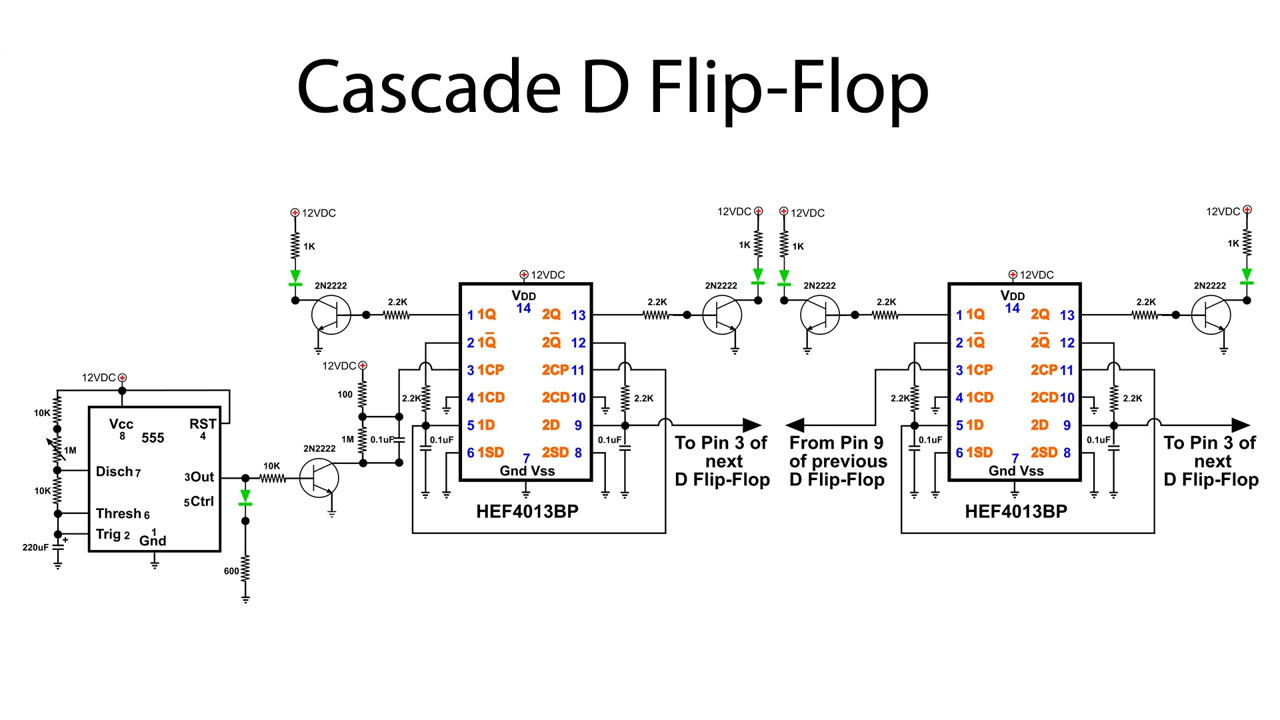 Cascade D Flip-Flop
12VDC
1K
2N2222
2.2K
12VDC
100
1M
0.1uF
12VDC
10K
1M
10K
220uF
Vcc
8
555
RST
4
Disch 7
3 Out
5 Ctrl
Thresh 6
Trig 2
1
Gnd
10K
2N2222
600
12VDC
VDD
14
1 1Q
2 1Q̅
3 1CP
4 1CD
5 1D
6 1SD
2Q 13
2Q̅ 12
2CP 11
2CD 10
2D 9
2SD 8
7
Gnd Vss
HEF4013BP
2.2K
0.1uF
2.2K
0.1uF
2.2K
2N2222
1K
12VDC
To Pin 3 of
next
D Flip-Flop
12VDC
1K
2N2222
2.2K
From Pin 9
of previous
D Flip-Flop
12VDC
VDD
14
1 1Q
2 1Q̅
3 1CP
4 1CD
5 1D
6 1SD
2Q 13
2Q̅ 12
2CP 11
2CD 10
2D 9
2SD 8
7
Gnd Vss
HEF4013BP
2.2K
0.1uF
2.2K
0.1uF
2.2K
2N2222
1K
12VDC
To Pin 3 of
next
D Flip-Flop